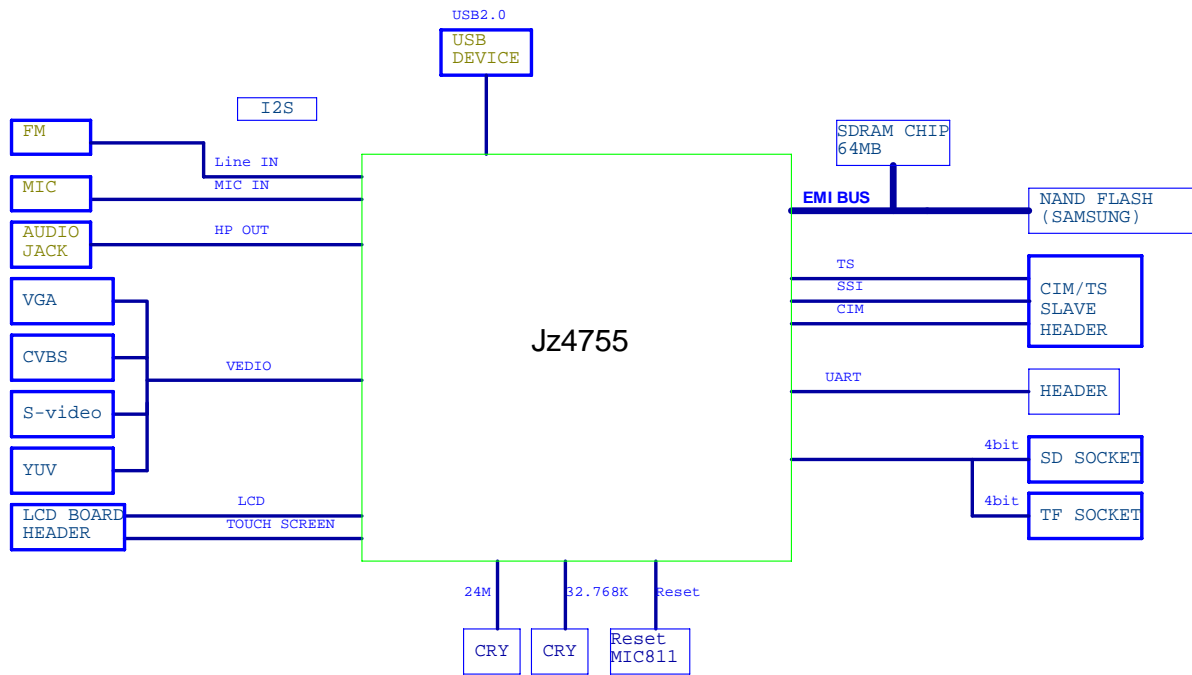 USB2.0
USB
DEVICE
I2S
FM
Line IN
MIC
MIC IN
AUDIO
JACK
HP OUT
VGA
CVBS
S-video
YUV
VEDIO
LCD BOARD
HEADER
LCD
TOUCH SCREEN
Jz4755
SDRAM CHIP
64MB
EMI BUS
NAND FLASH
(SAMSUNG)
TS
SSI
CIM
CIM/TS
SLAVE
HEADER
UART
HEADER
4bit
SD SOCKET
4bit
TF SOCKET
24M
32.768K
Reset
CRY
CRY
Reset
MIC811